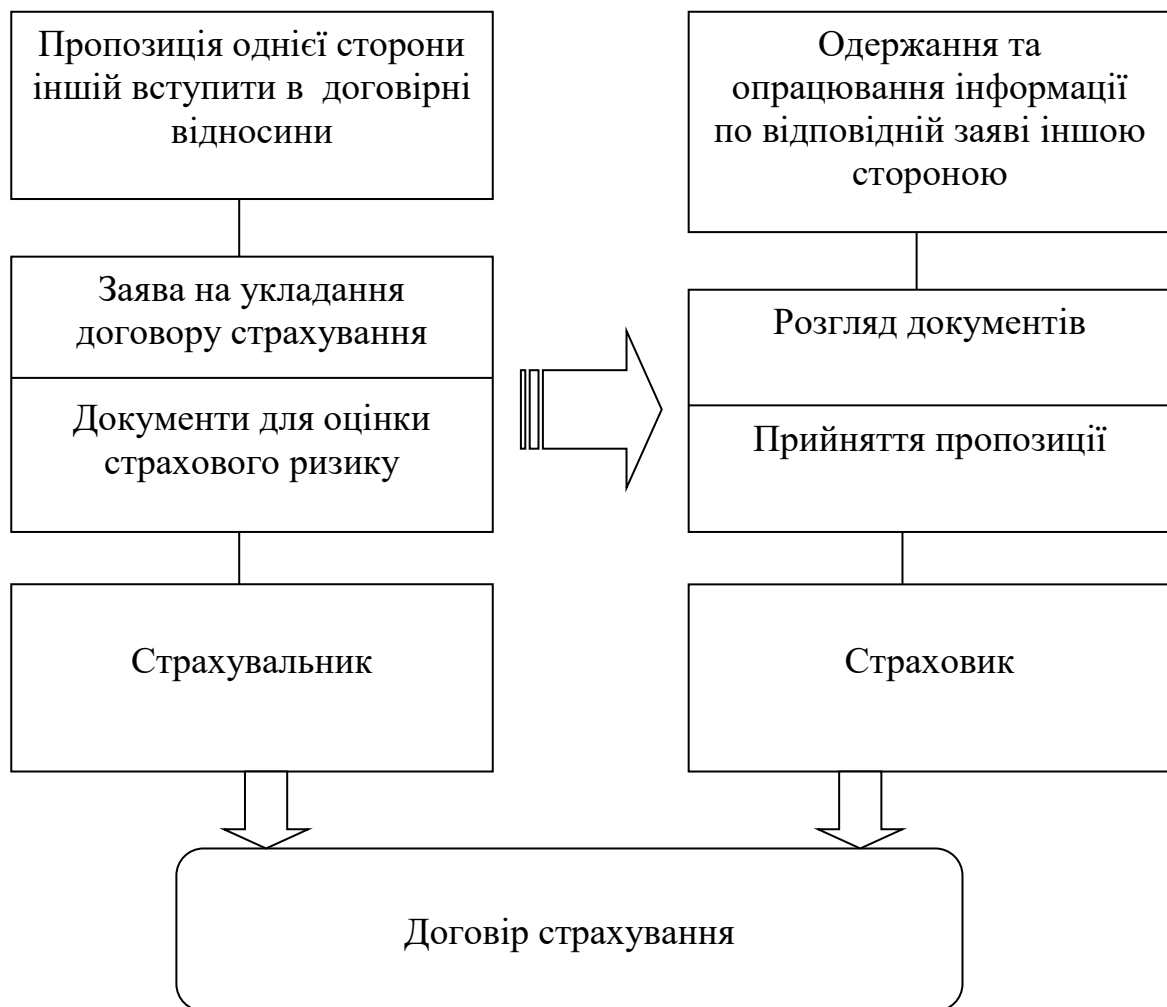 Пропозиція однієї сторони
іншій вступити в договірні
відносини
Заява на укладання
договору страхування
Документи для оцінки
страхового ризику
Страхувальник
Одержання та
опрацювання інформації
по відповідній заяві іншою
стороною
Розгляд документів
Прийняття пропозиції
Страховик
Договір страхування